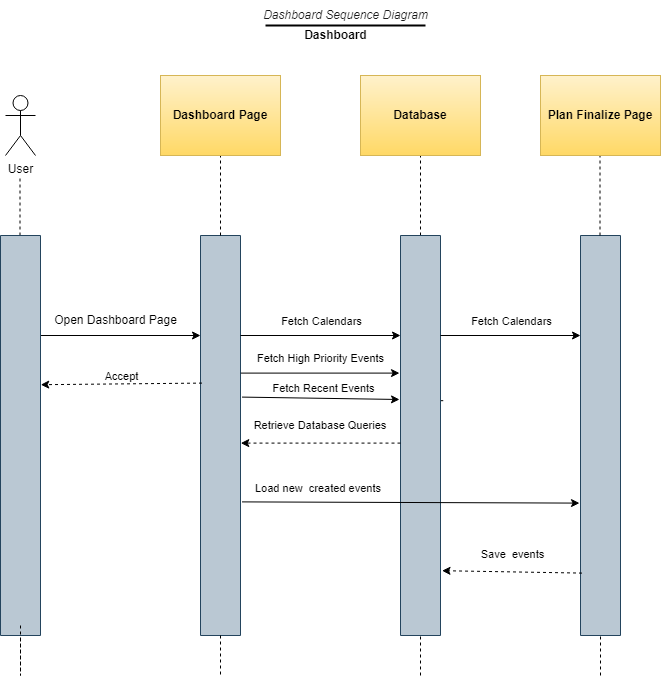 Dashboard Sequence Diagram
Dashboard
Dashboard Page
Database
Plan Finalize Page
User
Open Dashboard Page
Fetch Calendars
Fetch Calendars
Fetch High Priority Events
Accept
Fetch Recent Events
Retrieve Database Queries
Load new  created events
Save  events